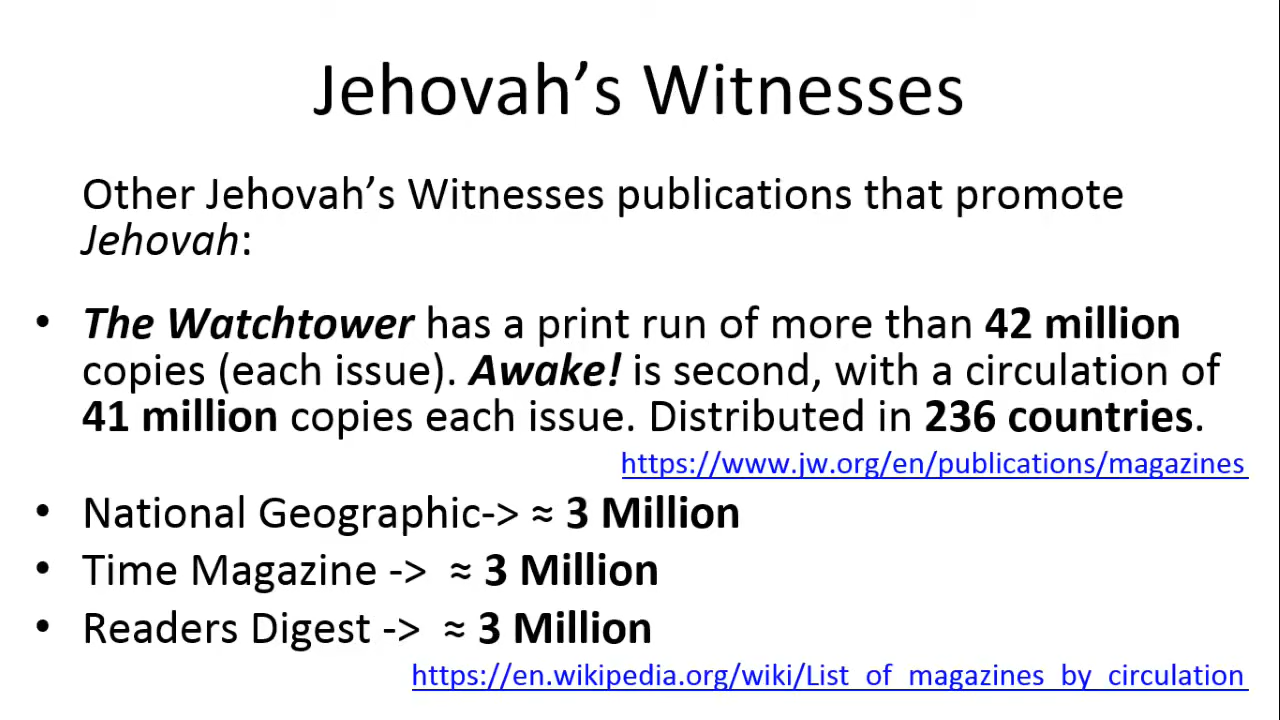 Jehovah’s Witnesses
Other Jehovah’s Witnesses publications that promote
Jehovah:
• The Watchtower has a print run of more than 42 million
copies (each issue). Awake! is second, with a circulation of
41 million copies each issue. Distributed in 236 countries.
https://www.jw.org/en/publications/magazines
• National Geographic-> ≈ 3 Million
• Time Magazine -> ≈ 3 Million
• Readers Digest -> ≈ 3 Million
https://en.wikipedia.org/wiki/List_of_magazines_by_circulation